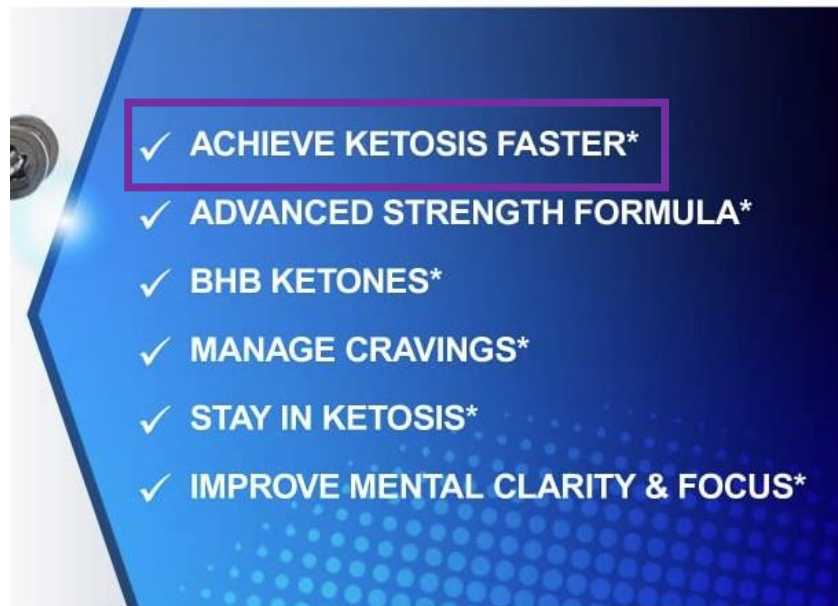 ✓ ACHIEVE KETOSIS FASTER*
✓ ADVANCED STRENGTH FORMULA*
✓ BHB KETONES*
✓ MANAGE CRAVINGS*
✓ STAY IN KETOSIS*
✓ IMPROVE MENTAL CLARITY & FOCUS*